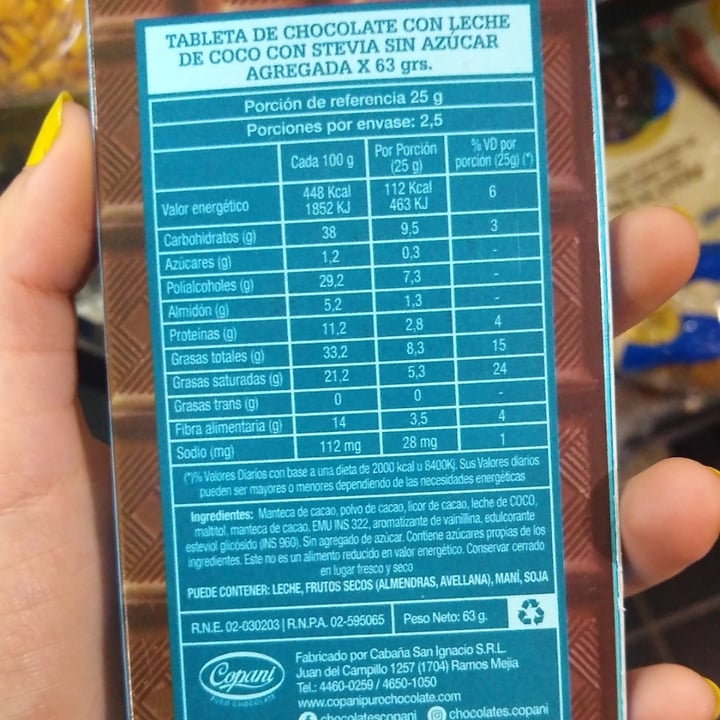 TABLETA DE CHOCOLATE CON LECHE
DE COCO CON STEVIA SIN AZÚCAR
AGREGADA X 63 grs.
Porción de referencia 25 g
Porciones por envase: 2,5
Cada 100 g Por Porción (25 g) % VD por porción (25g) (*)
Valor energético 448 Kcal 1852 KJ 112 Kcal 463 KJ 6
Carbohidratos (g) 38 9,5 3
Azúcares (g) 1,2 0,3 -
Polialcoholes (g) 29,2 7,3 -
Almidón (g) 5,2 1,3 -
Proteínas (g) 11,2 2,8 4
Grasas totales (g) 33,2 8,3 15
Grasas saturadas (g) 21,2 5,3 24
Grasas trans (g) 0 0 -
Fibra alimentaria (g) 14 3,5 4
Sodio (mg) 112 mg 28 mg 1
(*)% Valores Diarios con base a una dieta de 2000 kcal u 8400Kj. Sus Valores diarios
pueden ser mayores o menores dependiendo de las necesidades energéticas
Ingredientes: Manteca de cacao, polvo de cacao, licor de cacao, leche de COCO,
maltitol, manteca de cacao, EMU INS 322, aromatizante de vainillina, edulcorante
esteviol glicósido (INS 960). Sin agregado de azúcar. Contiene azúcares propias de los
ingredientes. Este no es un alimento reducido en valor energético. Conservar cerrado
en lugar fresco y seco
PUEDE CONTENER: LECHE, FRUTOS SECOS (ALMENDRAS, AVELLANA), MANÍ, SOJA
R.N.E. 02-030203 | R.N.P.A. 02-595065 Peso Neto: 63 g.
Copani
PURO CHOCOLATE
Fabricado por Cabaña San Ignacio S.R.L.
Juan del Campillo 1257 (1704) Ramos Mejia
Tel.: 4460-0259 / 4650-1050
www.copanipurochocolate.com
chocolatescopani chocolates.copani